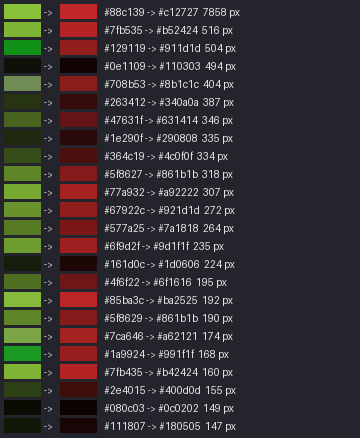 -> #88c139 -> #c12727 7858 px
-> #7fb535 -> #b52424 516 px
-> #129119 -> #911d1d 504 px
-> #0e1109 -> #110303 494 px
-> #708b53 -> #8b1c1c 404 px
-> #263412 -> #340a0a 387 px
-> #47631f -> #631414 346 px
-> #1e290f -> #290808 335 px
-> #364c19 -> #4c0f0f 334 px
-> #5f8627 -> #861b1b 318 px
-> #77a932 -> #a92222 307 px
-> #67922c -> #921d1d 272 px
-> #577a25 -> #7a1818 264 px
-> #6f9d2f -> #9d1f1f 235 px
-> #161d0c -> #1d0606 224 px
-> #4f6f22 -> #6f1616 195 px
-> #85ba3c -> #ba2525 192 px
-> #5f8629 -> #861b1b 190 px
-> #7ca646 -> #a62121 174 px
-> #1a9924 -> #991f1f 168 px
-> #7fb435 -> #b42424 160 px
-> #2e4015 -> #400d0d 155 px
-> #080c03 -> #0c0202 149 px
-> #111807 -> #180505 147 px